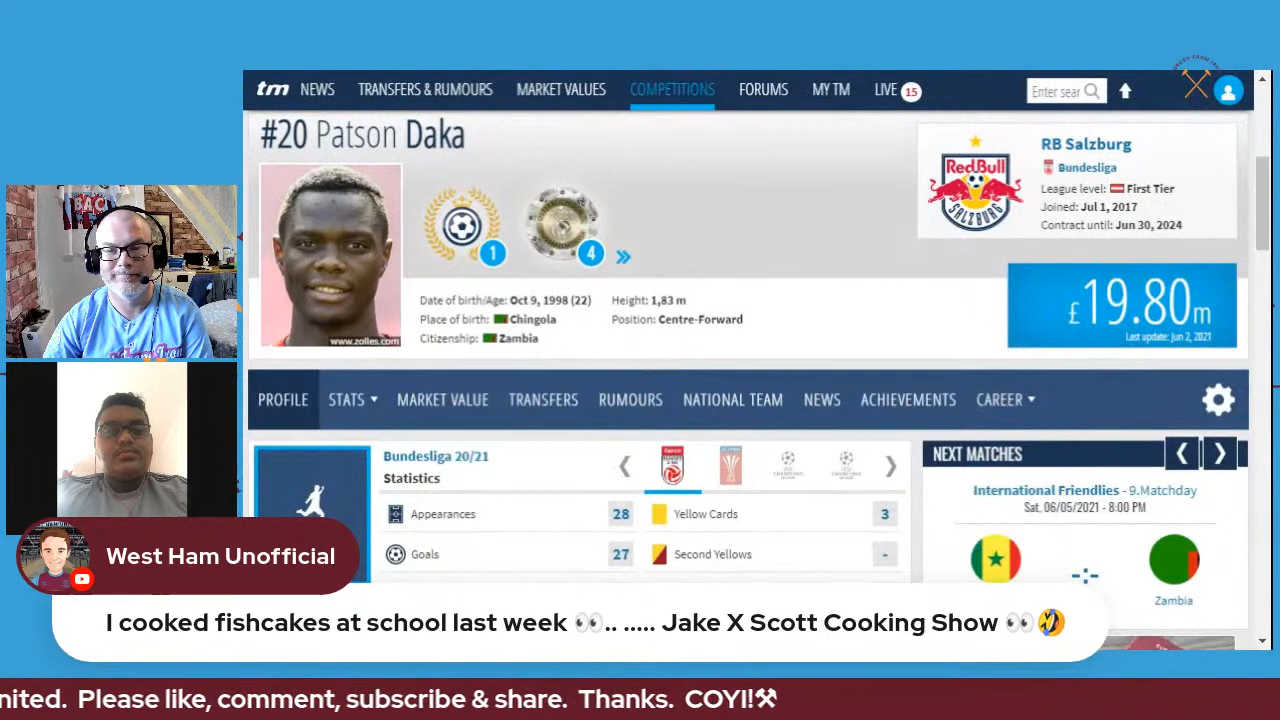 tm NEWS TRANSFERS & RUMOURS MARKET VALUES COMPETITIONS FORUMS MY TM LIVE 15 Enter sear
#20 Patson Daka
1
4
www.zolles.com
Date of birth/Age: Oct 9, 1998 (22)
Place of birth: Chingola
Citizenship: Zambia
Height: 1,83 m
Position: Centre-Forward
RedBull
SALZBURG
RB Salzburg
Bundesliga
League level: First Tier
Joined: Jul 1, 2017
Contract until: Jun 30, 2024
£19.80m
Last update: Jun 2, 2021
PROFILE STATS MARKET VALUE TRANSFERS RUMOURS NATIONAL TEAM NEWS ACHIEVEMENTS CAREER
Bundesliga 20/21
Statistics
Appearances 28 Yellow Cards 3
Goals 27 Second Yellows -
NEXT MATCHES
International Friendlies - 9.Matchday
Sat, 06/05/2021 - 8:00 PM
-:-
Zambia
West Ham Unofficial
I cooked fishcakes at school last week 👀.. ..... Jake X Scott Cooking Show 👀🤣
nited. Please like, comment, subscribe & share. Thanks. COYI!⚒